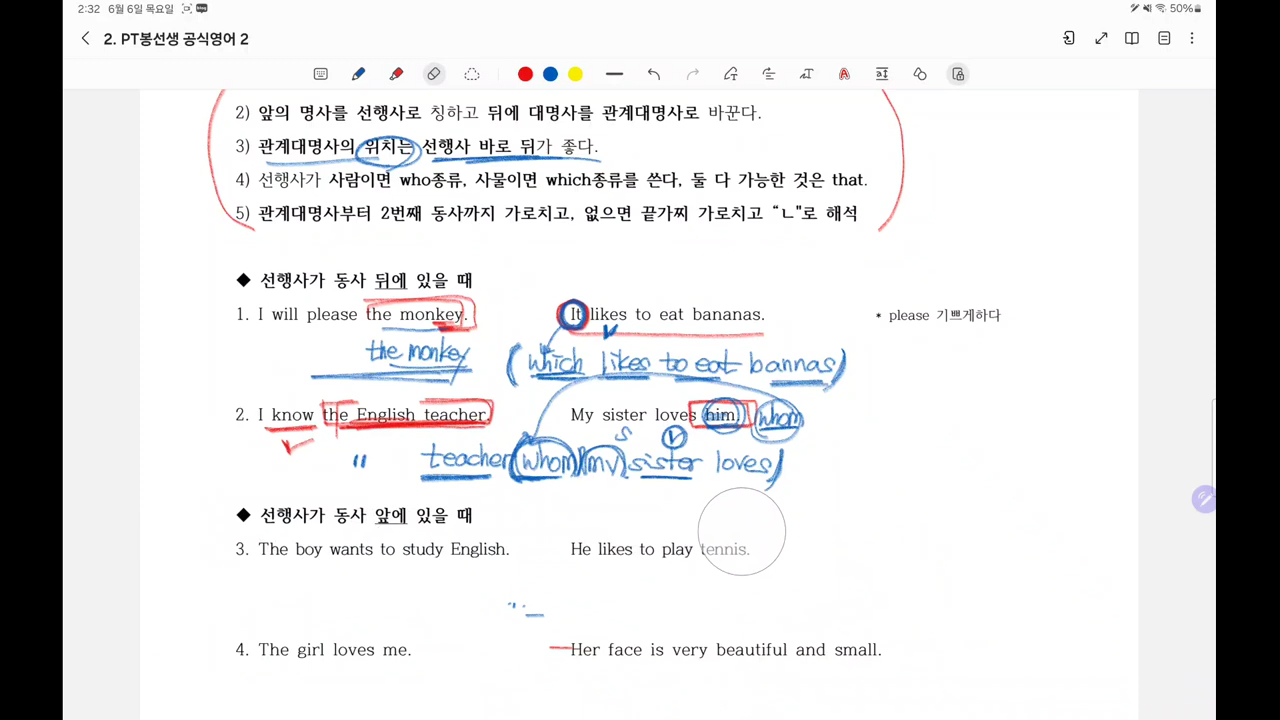 2:32 6월 6일 목요일 50%
2. PT봉선생 공식영어 2
2) 앞의 명사를 선행사로 칭하고 뒤에 대명사를 관계대명사로 바꾼다.
3) 관계대명사의 위치는 선행사 바로 뒤가 좋다.
4) 선행사가 사람이면 who종류, 사물이면 which종류를 쓴다, 둘 다 가능한 것은 that.
5) 관계대명사부터 2번째 동사까지 가로치고, 없으면 끝가찌 가로치고 “ㄴ"로 해석
◆ 선행사가 동사 뒤에 있을 때
1. I will please the monkey. It likes to eat bananas. * please 기쁘게하다
the monkey (which likes to eat bannas)
2. I know the English teacher. My sister loves him. whom
s v
" teacher (whom) (my) sister loves)
◆ 선행사가 동사 앞에 있을 때
3. The boy wants to study English. He likes to play tennis.
4. The girl loves me. Her face is very beautiful and small.